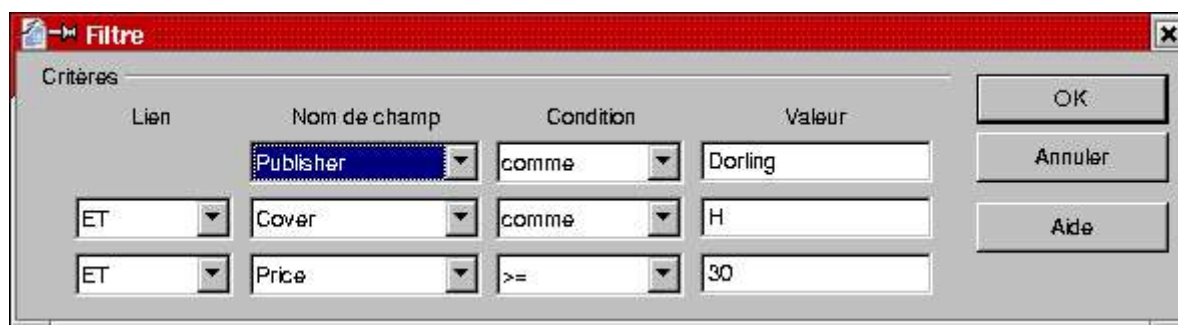 Filtre
Critères
Lien Nom de champ Condition Valeur
OK
Publisher comme Dorling
Annuler
ET Cover comme H
Aide
ET Price >= 30